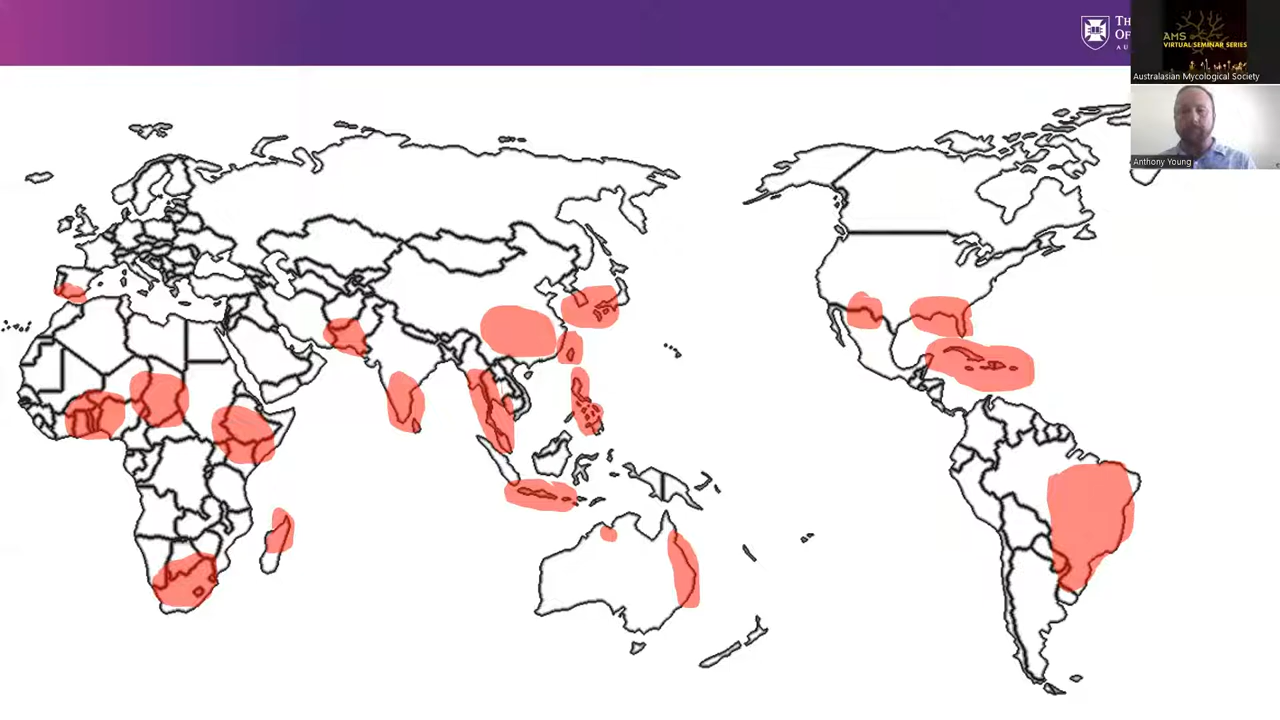 AMS
VIRTUAL SEMINAR SERIES
Australasian Mycological Society
Anthony Young